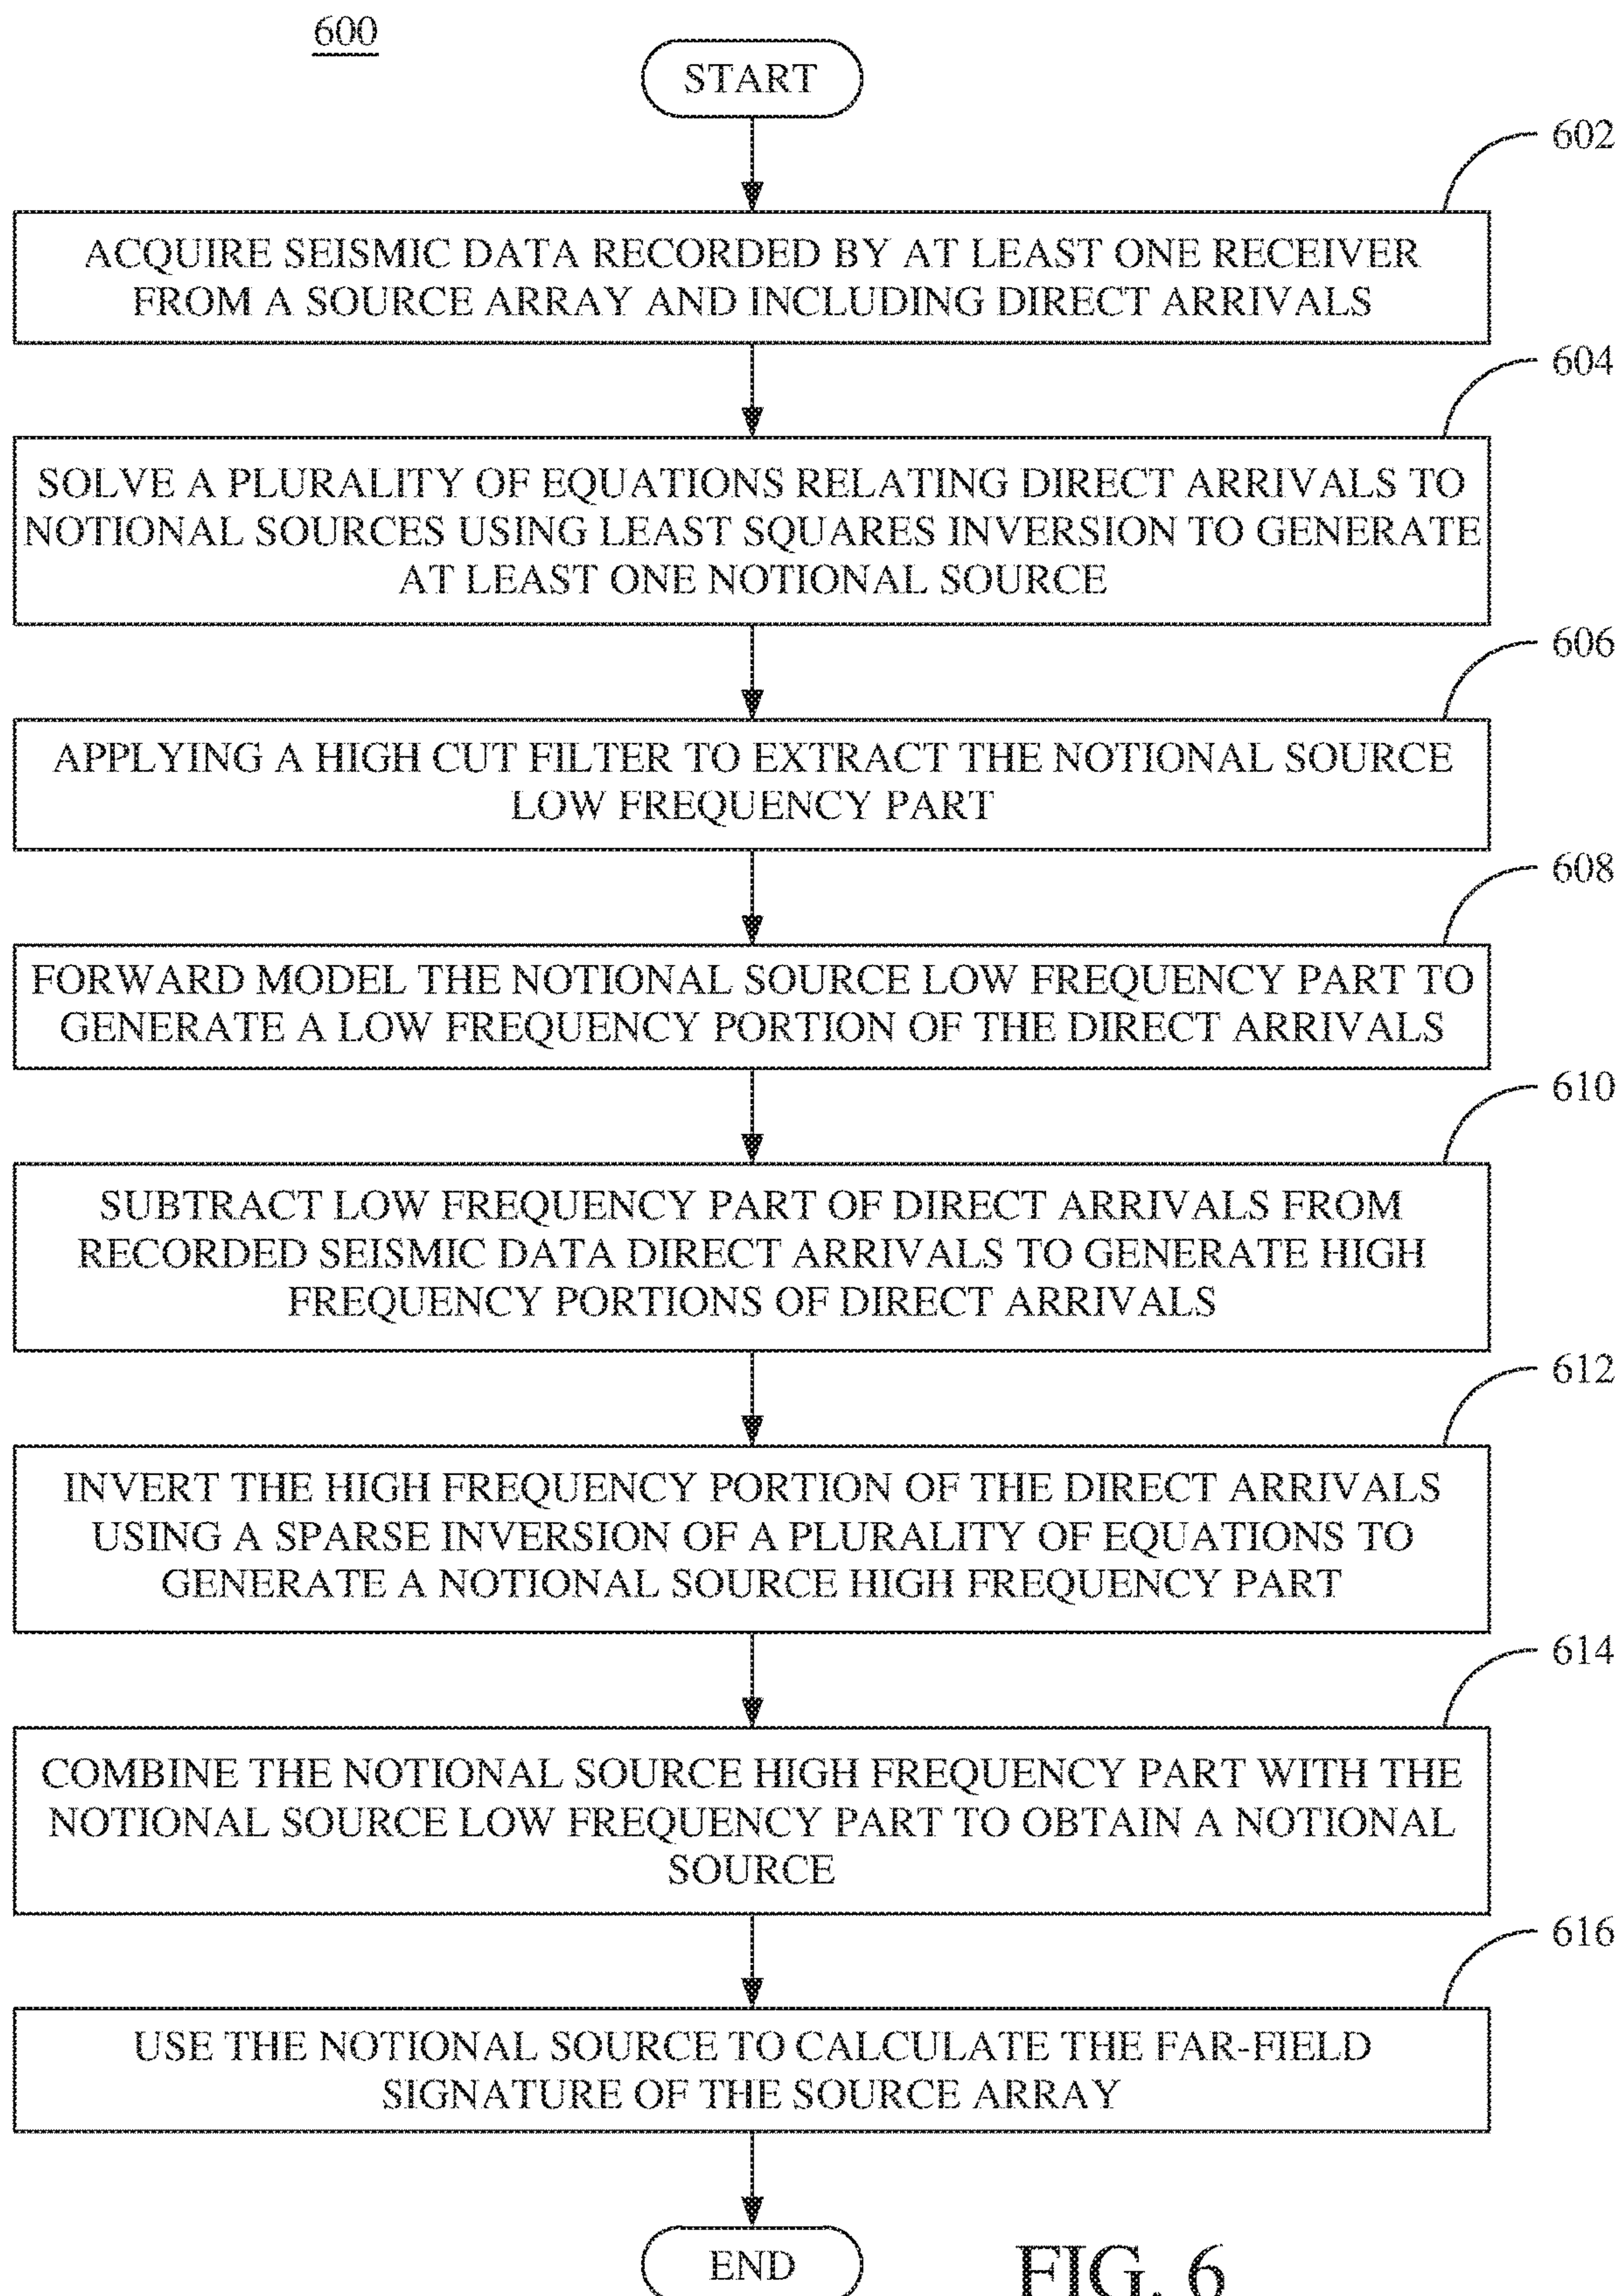 600
START
602
ACQUIRE SEISMIC DATA RECORDED BY AT LEAST ONE RECEIVER
FROM A SOURCE ARRAY AND INCLUDING DIRECT ARRIVALS
604
SOLVE A PLURALITY OF EQUATIONS RELATING DIRECT ARRIVALS TO
NOTIONAL SOURCES USING LEAST SQUARES INVERSION TO GENERATE
AT LEAST ONE NOTIONAL SOURCE
606
APPLYING A HIGH CUT FILTER TO EXTRACT THE NOTIONAL SOURCE
LOW FREQUENCY PART
608
FORWARD MODEL THE NOTIONAL SOURCE LOW FREQUENCY PART TO
GENERATE A LOW FREQUENCY PORTION OF THE DIRECT ARRIVALS
610
SUBTRACT LOW FREQUENCY PART OF DIRECT ARRIVALS FROM
RECORDED SEISMIC DATA DIRECT ARRIVALS TO GENERATE HIGH
FREQUENCY PORTIONS OF DIRECT ARRIVALS
612
INVERT THE HIGH FREQUENCY PORTION OF THE DIRECT ARRIVALS
USING A SPARSE INVERSION OF A PLURALITY OF EQUATIONS TO
GENERATE A NOTIONAL SOURCE HIGH FREQUENCY PART
614
COMBINE THE NOTIONAL SOURCE HIGH FREQUENCY PART WITH THE
NOTIONAL SOURCE LOW FREQUENCY PART TO OBTAIN A NOTIONAL
SOURCE
616
USE THE NOTIONAL SOURCE TO CALCULATE THE FAR-FIELD
SIGNATURE OF THE SOURCE ARRAY
END
FIG. 6